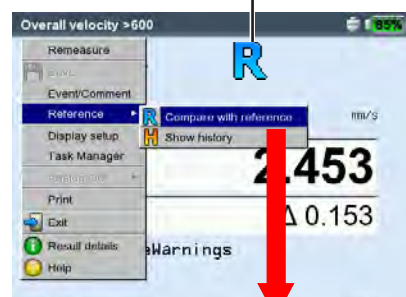 Overall velocity >600
85%
Remeasure
R
Save
Event/Comment
mm/s
Reference
R Compare with reference
H Show history
Display setup
Task Manager
2.453
Print
Δ 0.153
Exit
Result details
Warnings
Help